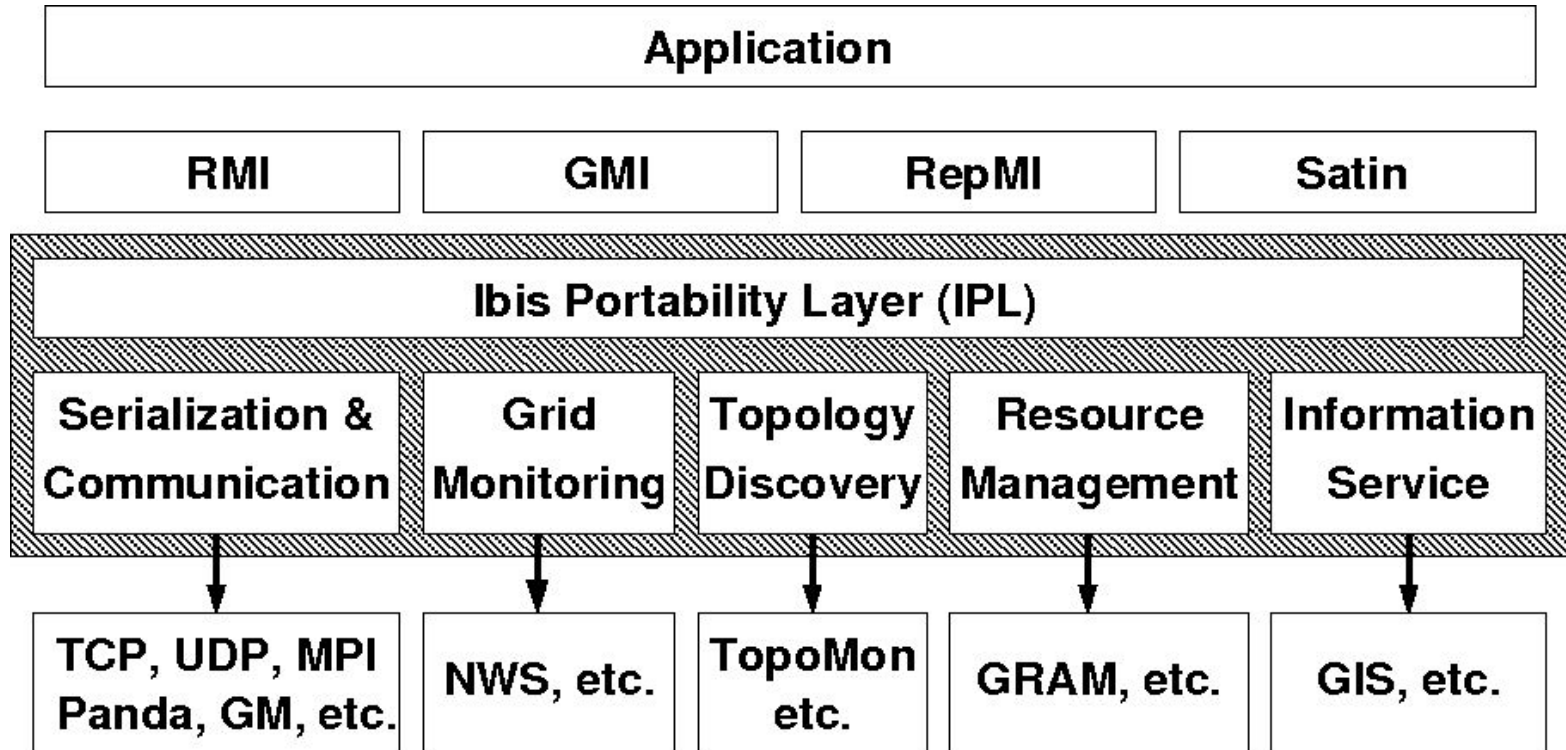 Application
RMI
GMI
RepMI
Satin
Ibis Portability Layer (IPL)
Serialization &
Communication
Grid
Monitoring
Topology
Discovery
Resource
Management
Information
Service
TCP, UDP, MPI
Panda, GM, etc.
NWS, etc.
TopoMon
etc.
GRAM, etc.
GIS, etc.